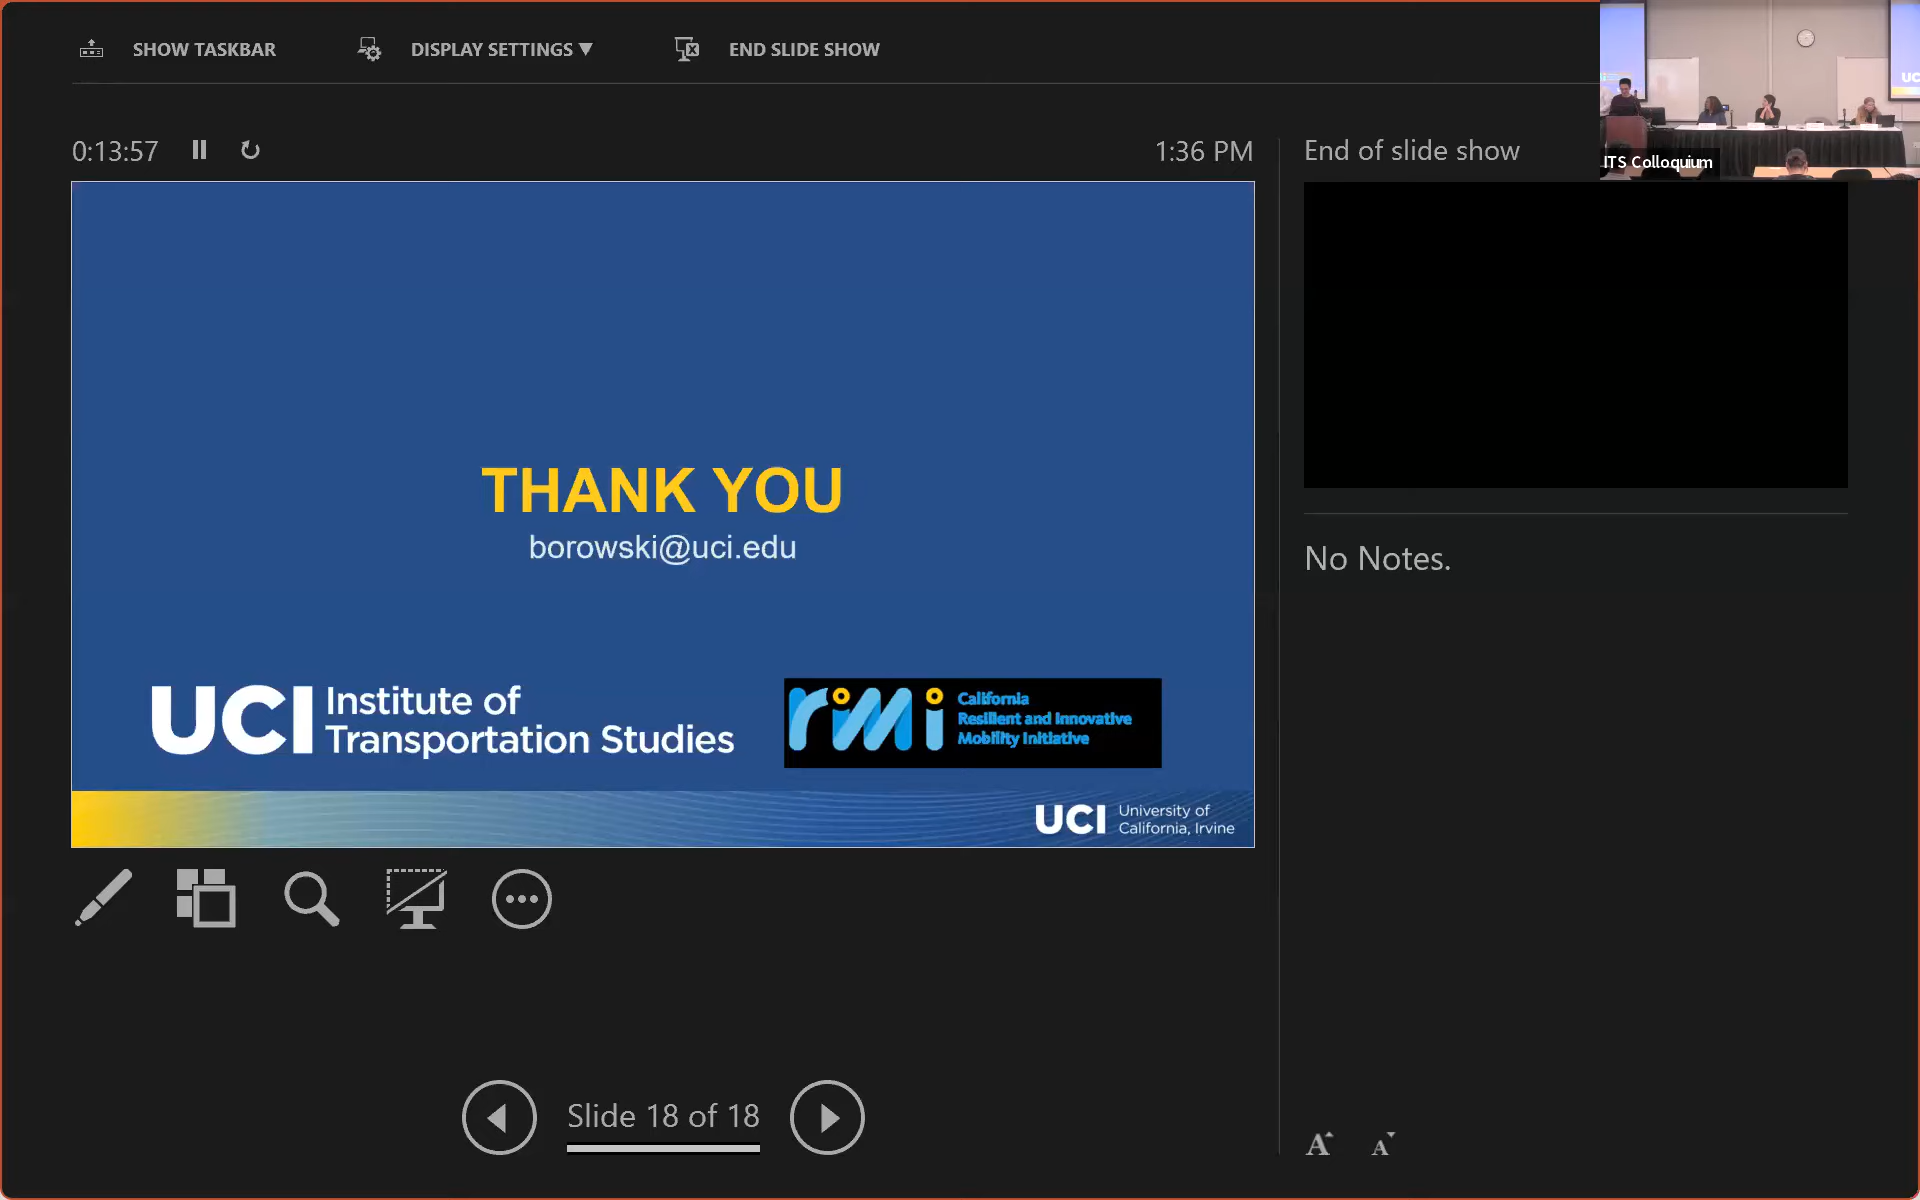 SHOW TASKBAR
DISPLAY SETTINGS ▼
END SLIDE SHOW
UC
ITS Colloquium
0:13:57
1:36 PM
End of slide show
THANK YOU
borowski@uci.edu
UCI Institute of
Transportation Studies
rimi California
Resilient and Innovative
Mobility Initiative
UCI University of
California, Irvine
No Notes.
Slide 18 of 18
A A